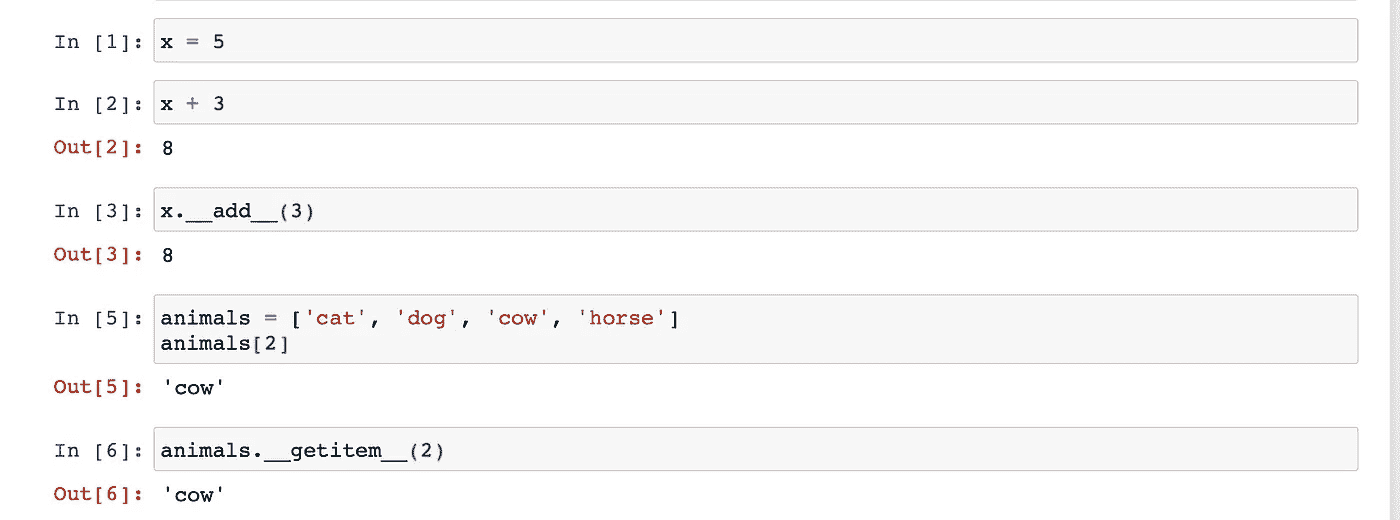 In [1]: x = 5
In [2]: x + 3
Out[2]: 8
In [3]: x.__add__(3)
Out[3]: 8
In [5]: animals = ['cat', 'dog', 'cow', 'horse']
animals[2]
Out[5]: 'cow'
In [6]: animals.__getitem__(2)
Out[6]: 'cow'